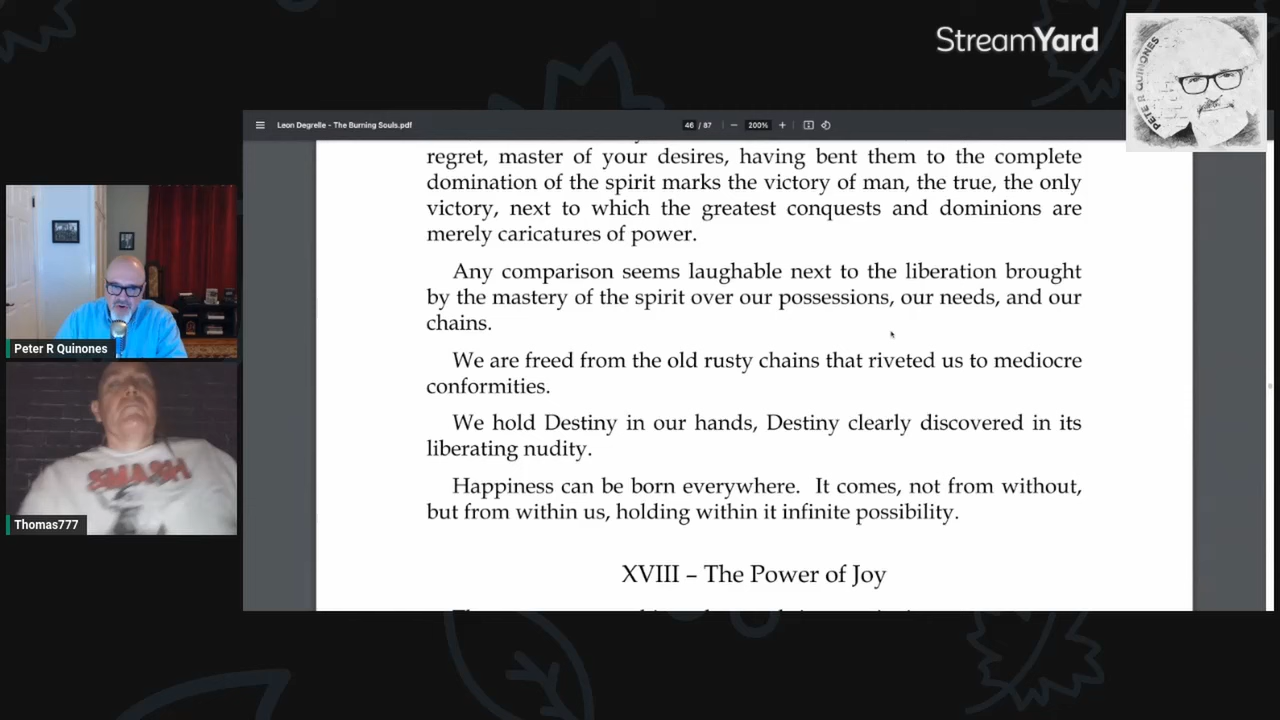 StreamYard
PETE R QUINONES
Leon Degrelle - The Burning Souls.pdf
46 / 87
200%
regret, master of your desires, having bent them to the complete
domination of the spirit marks the victory of man, the true, the only
victory, next to which the greatest conquests and dominions are
merely caricatures of power.
Any comparison seems laughable next to the liberation brought
by the mastery of the spirit over our possessions, our needs, and our
chains.
We are freed from the old rusty chains that riveted us to mediocre
conformities.
We hold Destiny in our hands, Destiny clearly discovered in its
liberating nudity.
Happiness can be born everywhere. It comes, not from without,
but from within us, holding within it infinite possibility.
XVIII – The Power of Joy
Peter R Quinones
SMASH
Thomas777